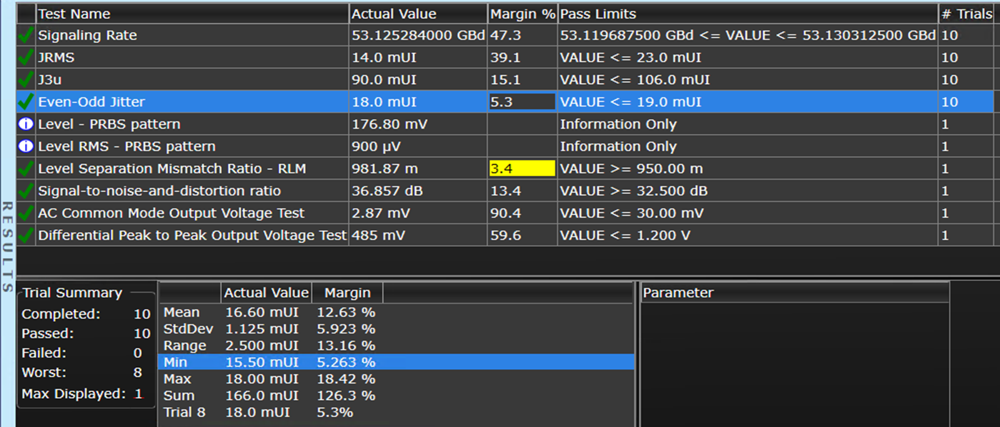 Test Name Actual Value Margin % Pass Limits # Trials
Signaling Rate 53.125284000 GBd 47.3 53.119687500 GBd <= VALUE <= 53.130312500 GBd 10
JRMS 14.0 mUI 39.1 VALUE <= 23.0 mUI 10
J3u 90.0 mUI 15.1 VALUE <= 106.0 mUI 10
Even-Odd Jitter 18.0 mUI 5.3 VALUE <= 19.0 mUI 10
Level - PRBS pattern 176.80 mV Information Only 1
Level RMS - PRBS pattern 900 µV Information Only 1
Level Separation Mismatch Ratio - RLM 981.87 m 3.4 VALUE >= 950.00 m 1
Signal-to-noise-and-distortion ratio 36.857 dB 13.4 VALUE >= 32.500 dB 1
AC Common Mode Output Voltage Test 2.87 mV 90.4 VALUE <= 30.00 mV 1
Differential Peak to Peak Output Voltage Test 485 mV 59.6 VALUE <= 1.200 V 1
RESULTS
Trial Summary
Completed: 10
Passed: 10
Failed: 0
Worst: 8
Max Displayed: 1
Actual Value Margin
Mean 16.60 mUI 12.63 %
StdDev 1.125 mUI 5.923 %
Range 2.500 mUI 13.16 %
Min 15.50 mUI 5.263 %
Max 18.00 mUI 18.42 %
Sum 166.0 mUI 126.3 %
Trial 8 18.0 mUI 5.3%
Parameter